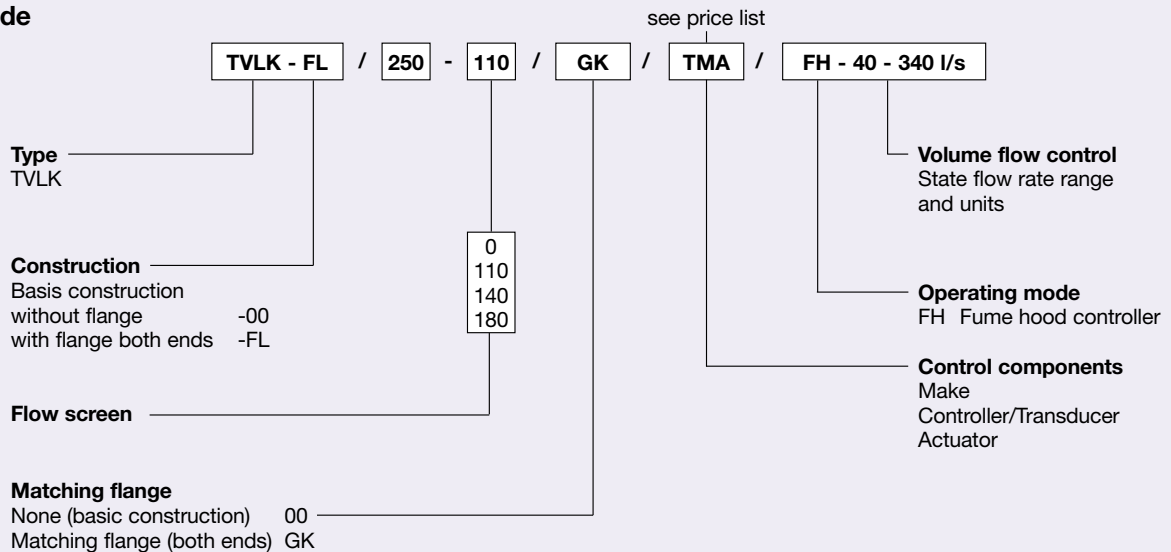 de
see price list
TVLK - FL / 250 - 110 / GK / TMA / FH - 40 - 340 l/s
Type
TVLK
Construction
Basis construction
without flange -00
with flange both ends -FL
Flow screen
0
110
140
180
Matching flange
None (basic construction) 00
Matching flange (both ends) GK
Volume flow control
State flow rate range
and units
Operating mode
FH Fume hood controller
Control components
Make
Controller/Transducer
Actuator